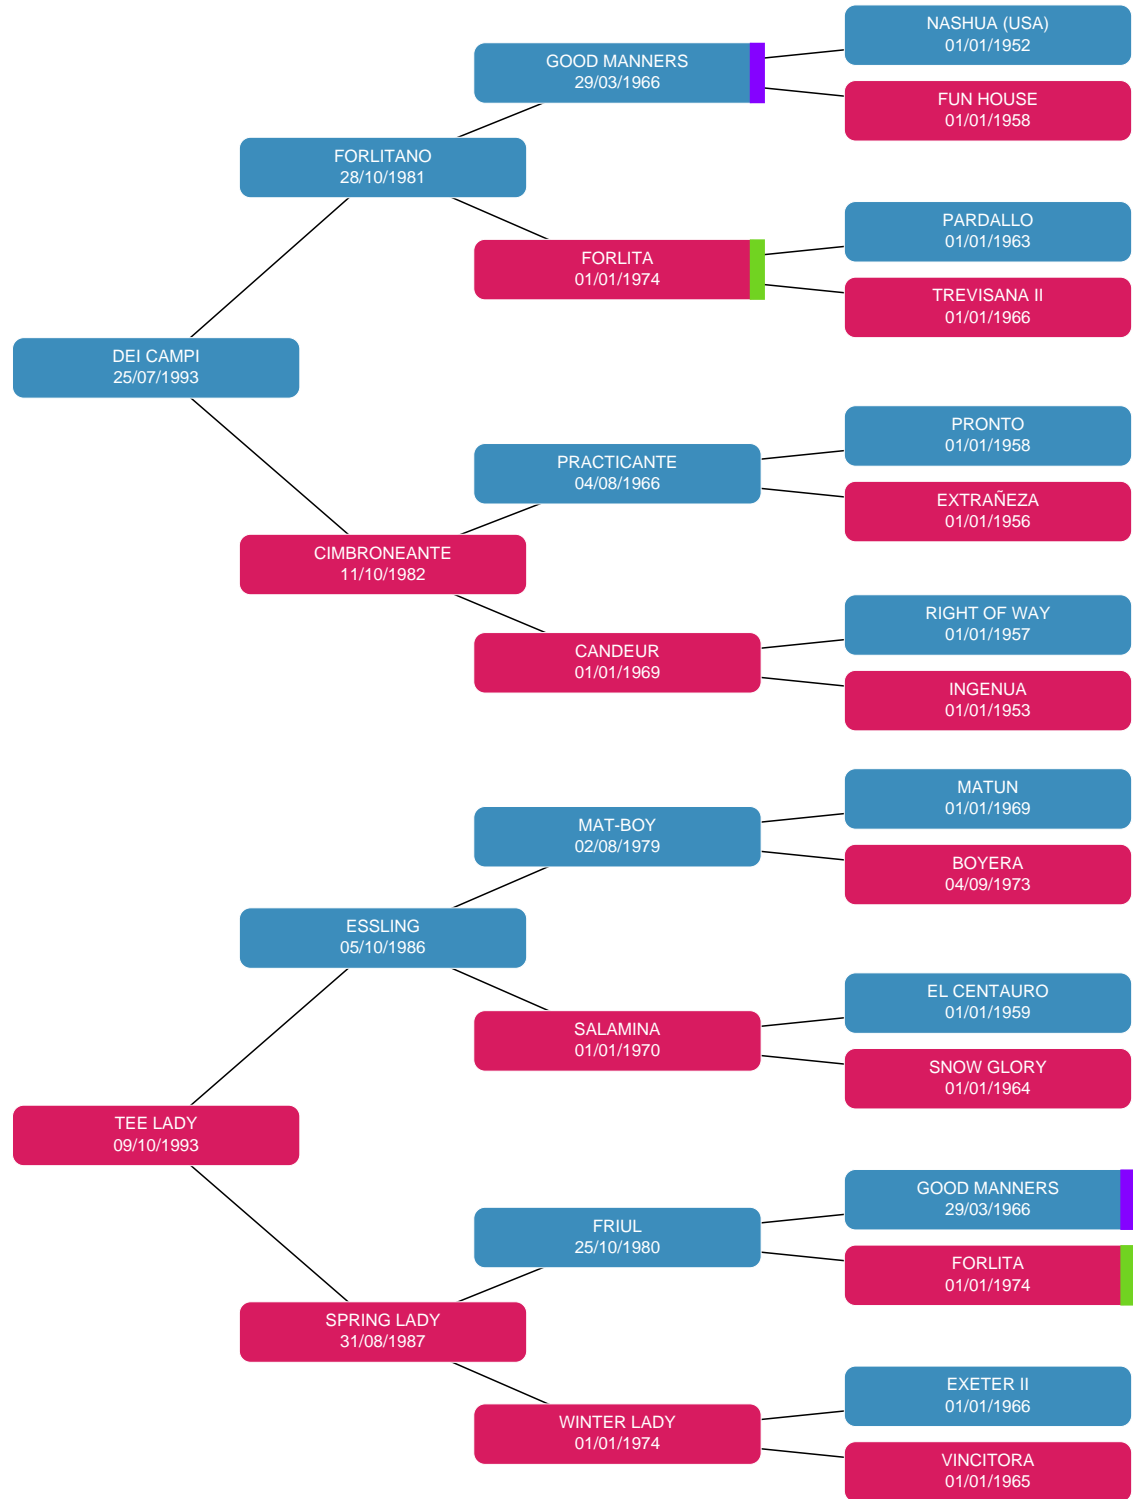 NASHUA (USA)
01/01/1952
GOOD MANNERS
29/03/1966
FUN HOUSE
01/01/1958
FORLITANO
28/10/1981
PARDALLO
01/01/1963
FORLITA
01/01/1974
TREVISANA II
01/01/1966
DEI CAMPI
25/07/1993
PRONTO
01/01/1958
PRACTICANTE
04/08/1966
EXTRAÑEZA
01/01/1956
CIMBRONEANTE
11/10/1982
RIGHT OF WAY
01/01/1957
CANDEUR
01/01/1969
INGENUA
01/01/1953
MATUN
01/01/1969
MAT-BOY
02/08/1979
BOYERA
04/09/1973
ESSLING
05/10/1986
EL CENTAURO
01/01/1959
SALAMINA
01/01/1970
SNOW GLORY
01/01/1964
TEE LADY
09/10/1993
GOOD MANNERS
29/03/1966
FRIUL
25/10/1980
FORLITA
01/01/1974
SPRING LADY
31/08/1987
EXETER II
01/01/1966
WINTER LADY
01/01/1974
VINCITORA
01/01/1965